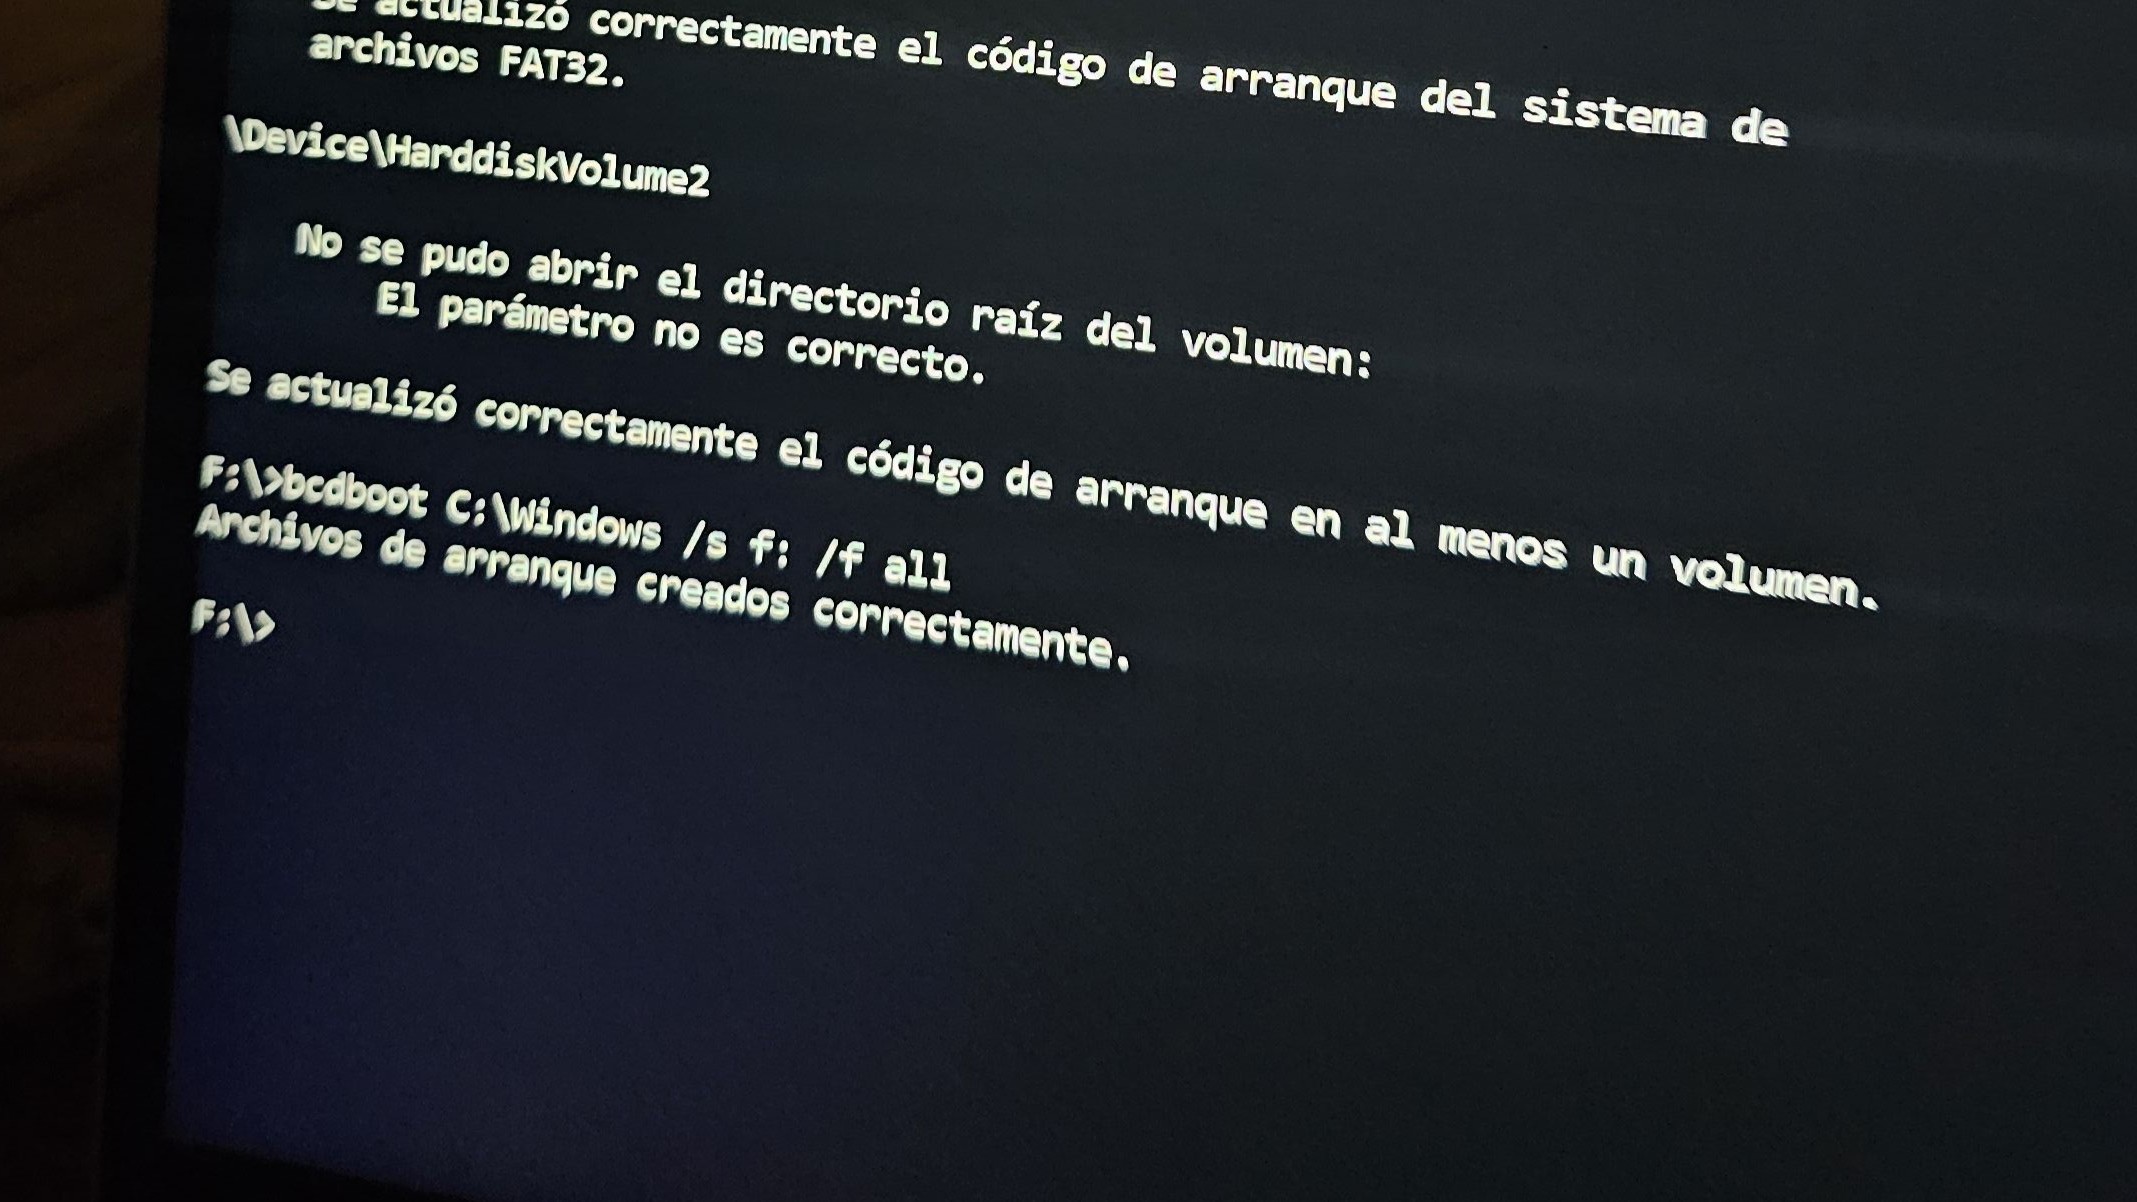 Se actualizó correctamente el código de arranque del sistema de
archivos FAT32.
\Device\HarddiskVolume2
No se pudo abrir el directorio raíz del volumen:
El parámetro no es correcto.
Se actualizó correctamente el código de arranque en al menos un volumen.
F:\>bcdboot C:\Windows /s f: /f all
Archivos de arranque creados correctamente.
F:\>